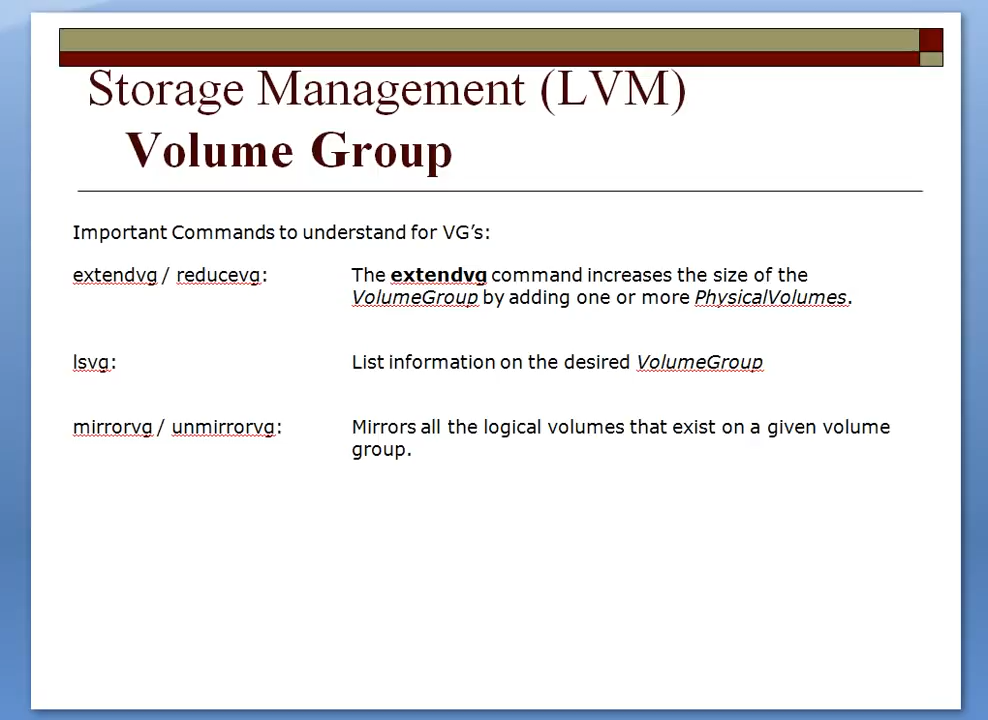 Storage Management (LVM)
Volume Group
Important Commands to understand for VG’s:
extendvg / reducevg: The extendvg command increases the size of the
VolumeGroup by adding one or more PhysicalVolumes.
lsvg: List information on the desired VolumeGroup
mirrorvg / unmirrorvg: Mirrors all the logical volumes that exist on a given volume
group.